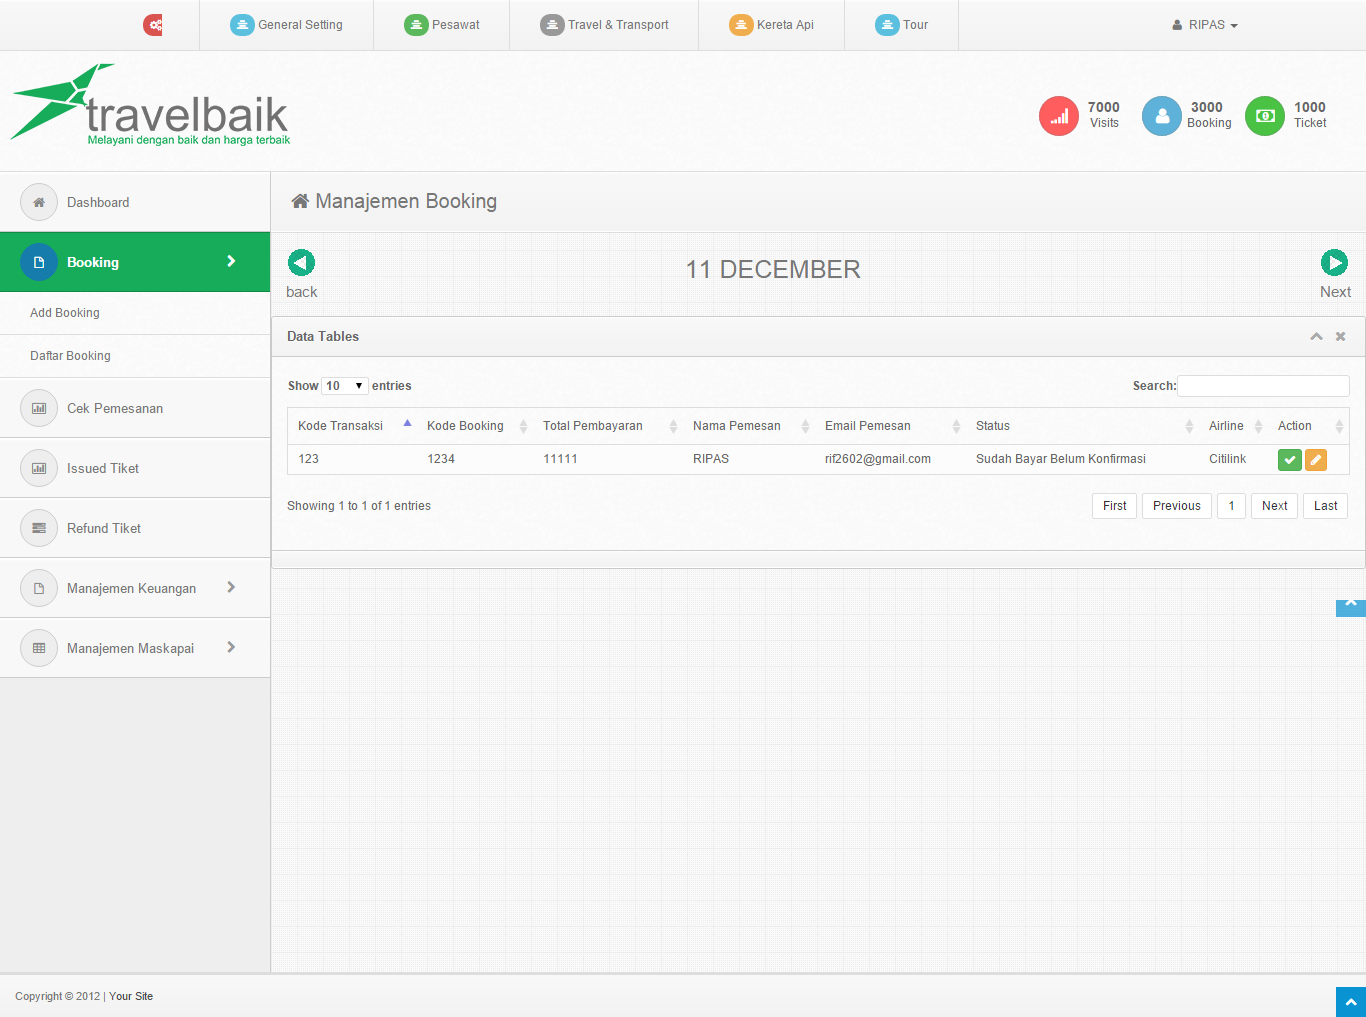 General Setting
Pesawat
Travel & Transport
Kereta Api
Tour
RIPAS
travelbaik
Melayani dengan baik dan harga terbaik
7000
Visits
3000
Booking
1000
Ticket
Dashboard
Booking
Add Booking
Daftar Booking
Cek Pemesanan
Issued Tiket
Refund Tiket
Manajemen Keuangan
Manajemen Maskapai
Manajemen Booking
back
11 DECEMBER
Next
Data Tables
Show 10 entries
Search:
Kode Transaksi Kode Booking Total Pembayaran Nama Pemesan Email Pemesan Status Airline Action
123 1234 11111 RIPAS rif2602@gmail.com Sudah Bayar Belum Konfirmasi Citilink
Showing 1 to 1 of 1 entries
First Previous 1 Next Last
Copyright © 2012 | Your Site